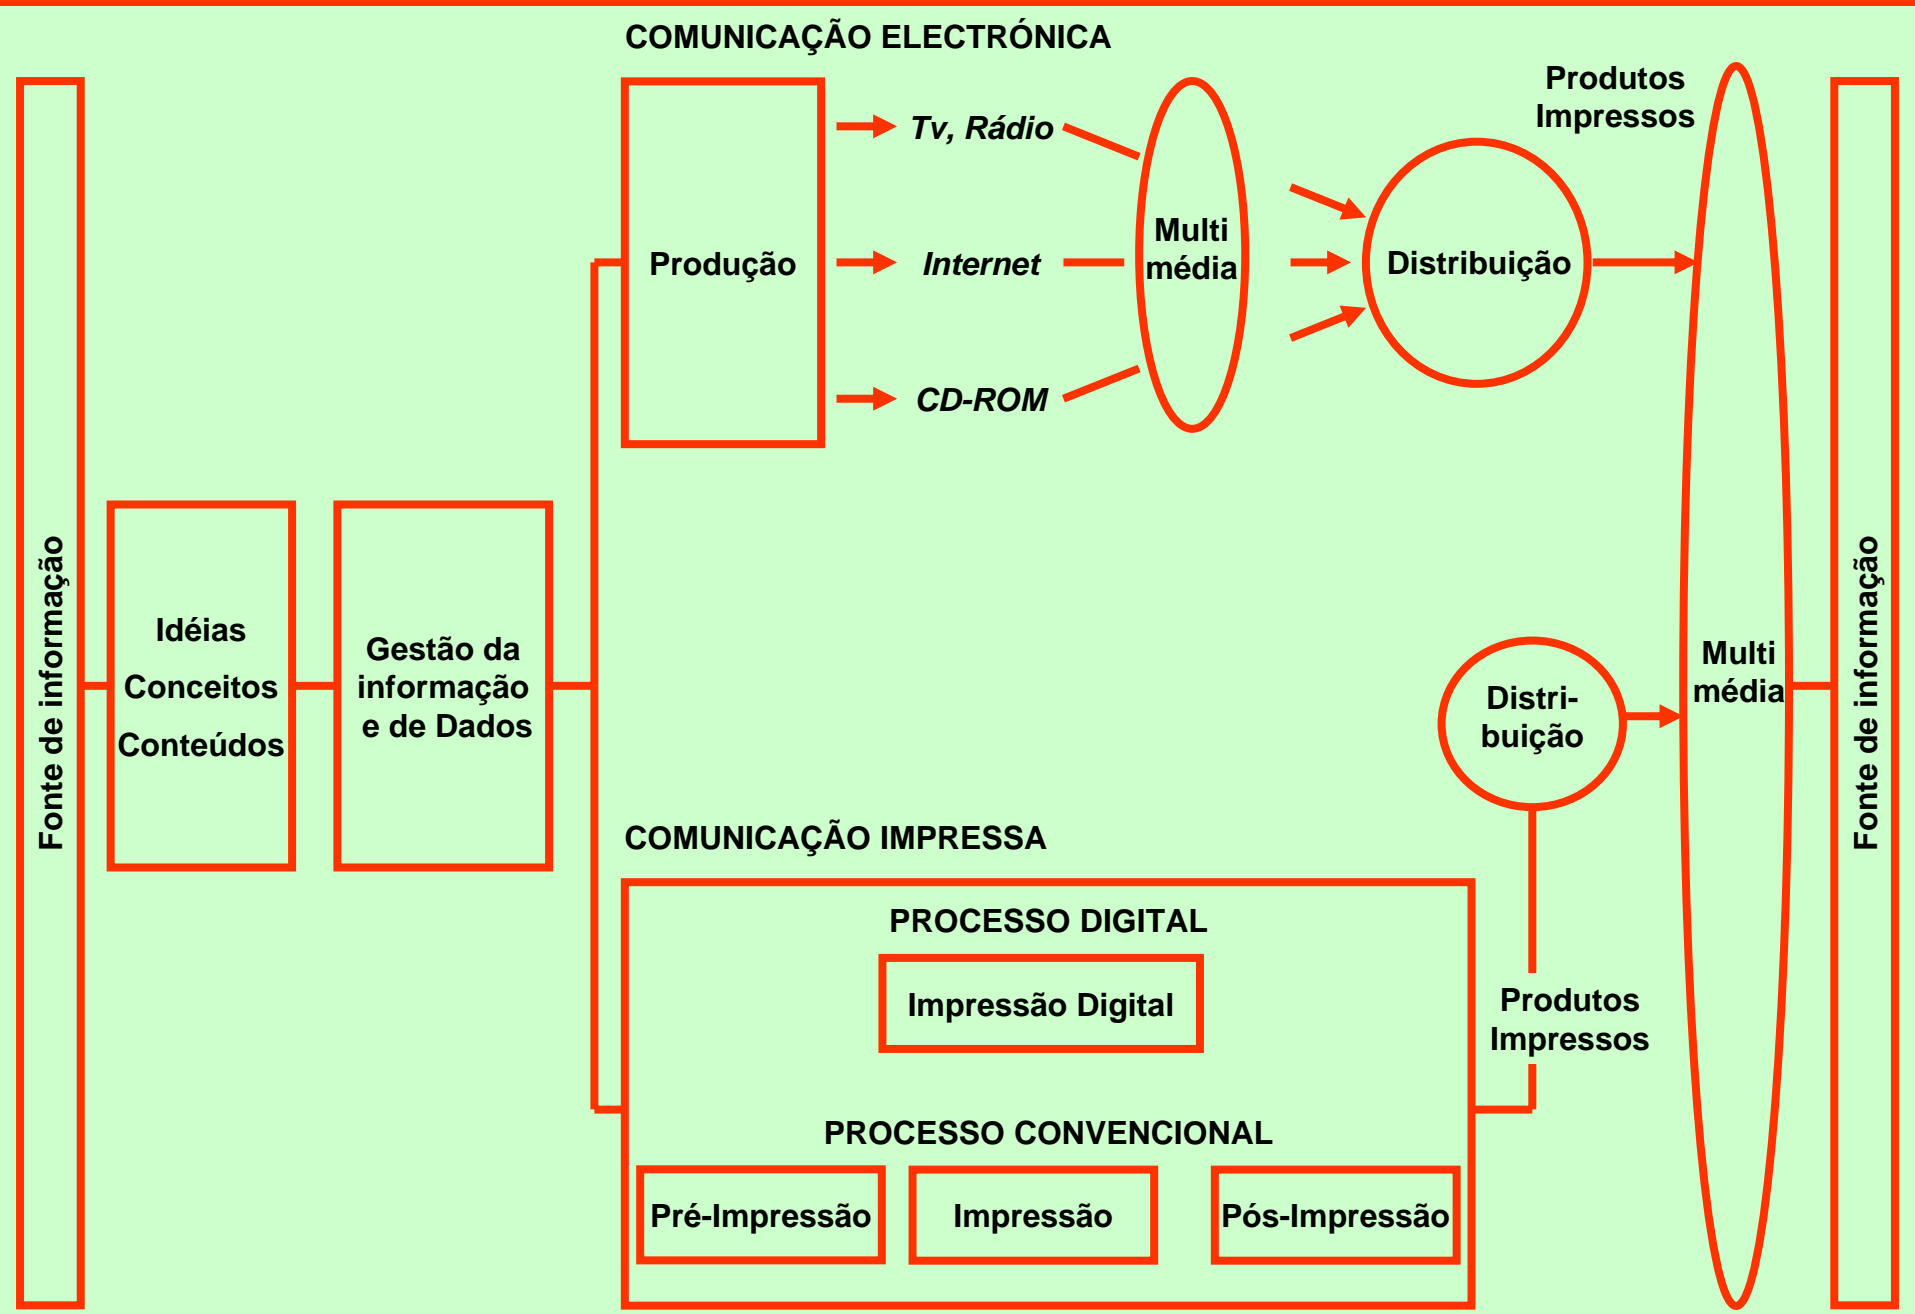 COMUNICAÇÃO ELECTRÓNICA
Fonte de informação
Idéias
Conceitos
Conteúdos
Gestão da
informação
e de Dados
Produção
Tv, Rádio
Internet
CD-ROM
Multi
média
Distribuição
Produtos
Impressos
COMUNICAÇÃO IMPRESSA
PROCESSO DIGITAL
Impressão Digital
PROCESSO CONVENCIONAL
Pré-Impressão
Impressão
Pós-Impressão
Produtos
Impressos
Distri-
buição
Multi
média
Fonte de informação